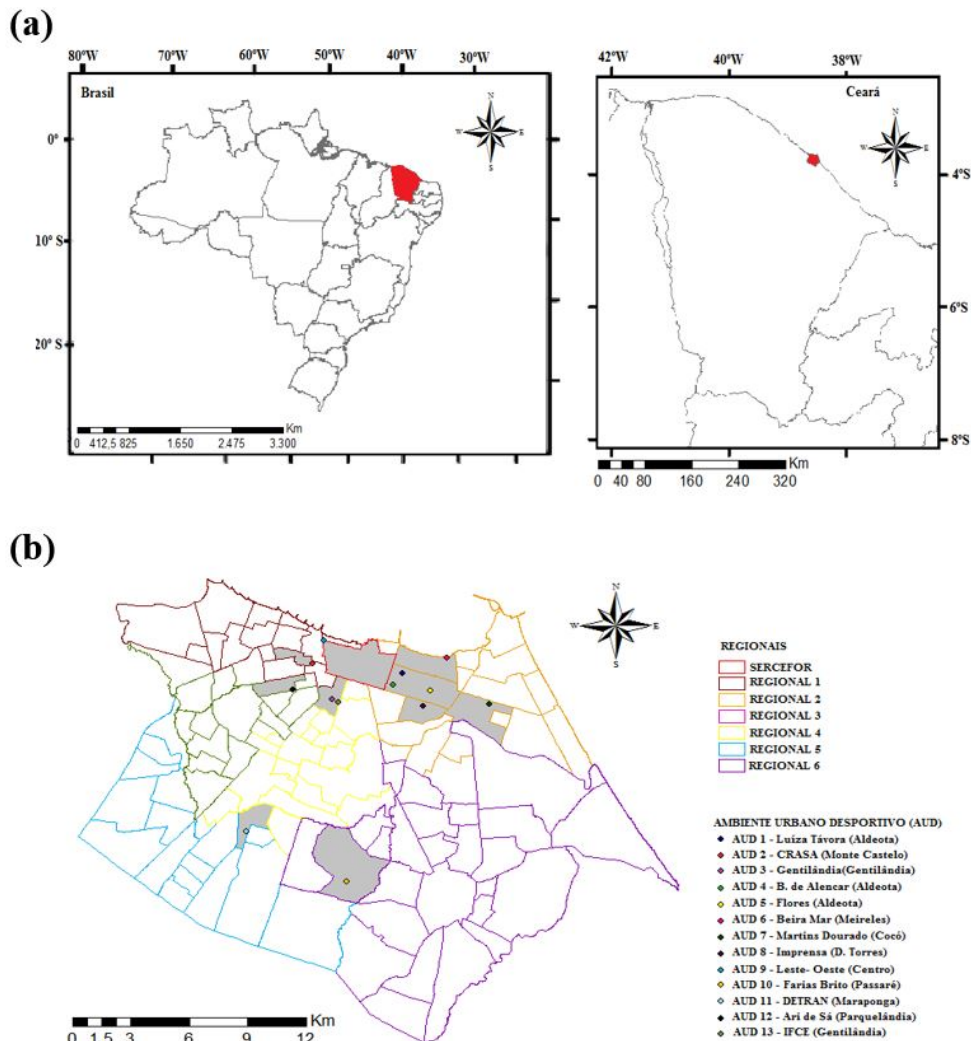 (a)
80°W 70°W 60°W 50°W 40°W 30°W
42°W 40°W 38°W
Brasil
N
W E
S
0°
10° S
20° S
Km
0 412,5 825 1.650 2.475 3.300
Ceará
N
W E
S
4°S
6°S
8°S
Km
0 40 80 160 240 320
(b)
N
W E
S
REGIONAIS
SERCEFOR
REGIONAL 1
REGIONAL 2
REGIONAL 3
REGIONAL 4
REGIONAL 5
REGIONAL 6
AMBIENTE URBANO DESPORTIVO (AUD)
AUD 1 - Luíza Távora (Aldeota)
AUD 2 - CRASA (Monte Castelo)
AUD 3 - Gentilândia(Gentilândia)
AUD 4 - B. de Alencar (Aldeota)
AUD 5 - Flores (Aldeota)
AUD 6 - Beira Mar (Meireles)
AUD 7 - Martins Dourado (Cocó)
AUD 8 - Imprensa (D. Torres)
AUD 9 - Leste- Oeste (Centro)
AUD 10 - Farias Brito (Passaré)
AUD 11 - DETRAN (Maraponga)
AUD 12 - Ari de Sá (Parquelândia)
AUD 13 - IFCE (Gentilândia)
Km
0 1,5 3 6 9 12